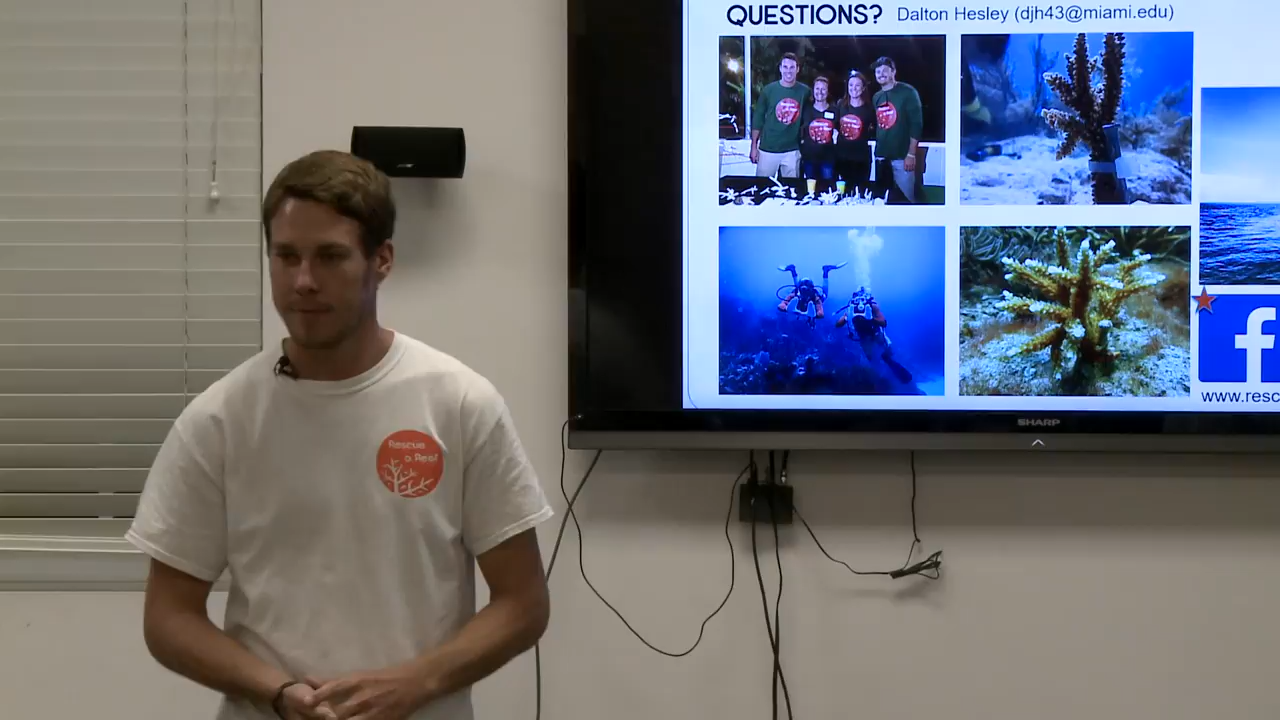 QUESTIONS? Dalton Hesley (djh43@miami.edu)
f
www.resc
SHARP
Rescue
a Reef